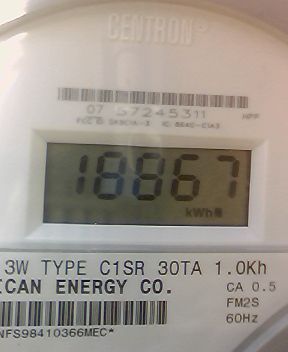 CENTRON
07 57245311
18867
kWh
3W TYPE C1SR 30TA 1.0Kh
ICAN ENERGY CO.
CA 0.5
FM2S
60Hz
NFS98410366MEC*